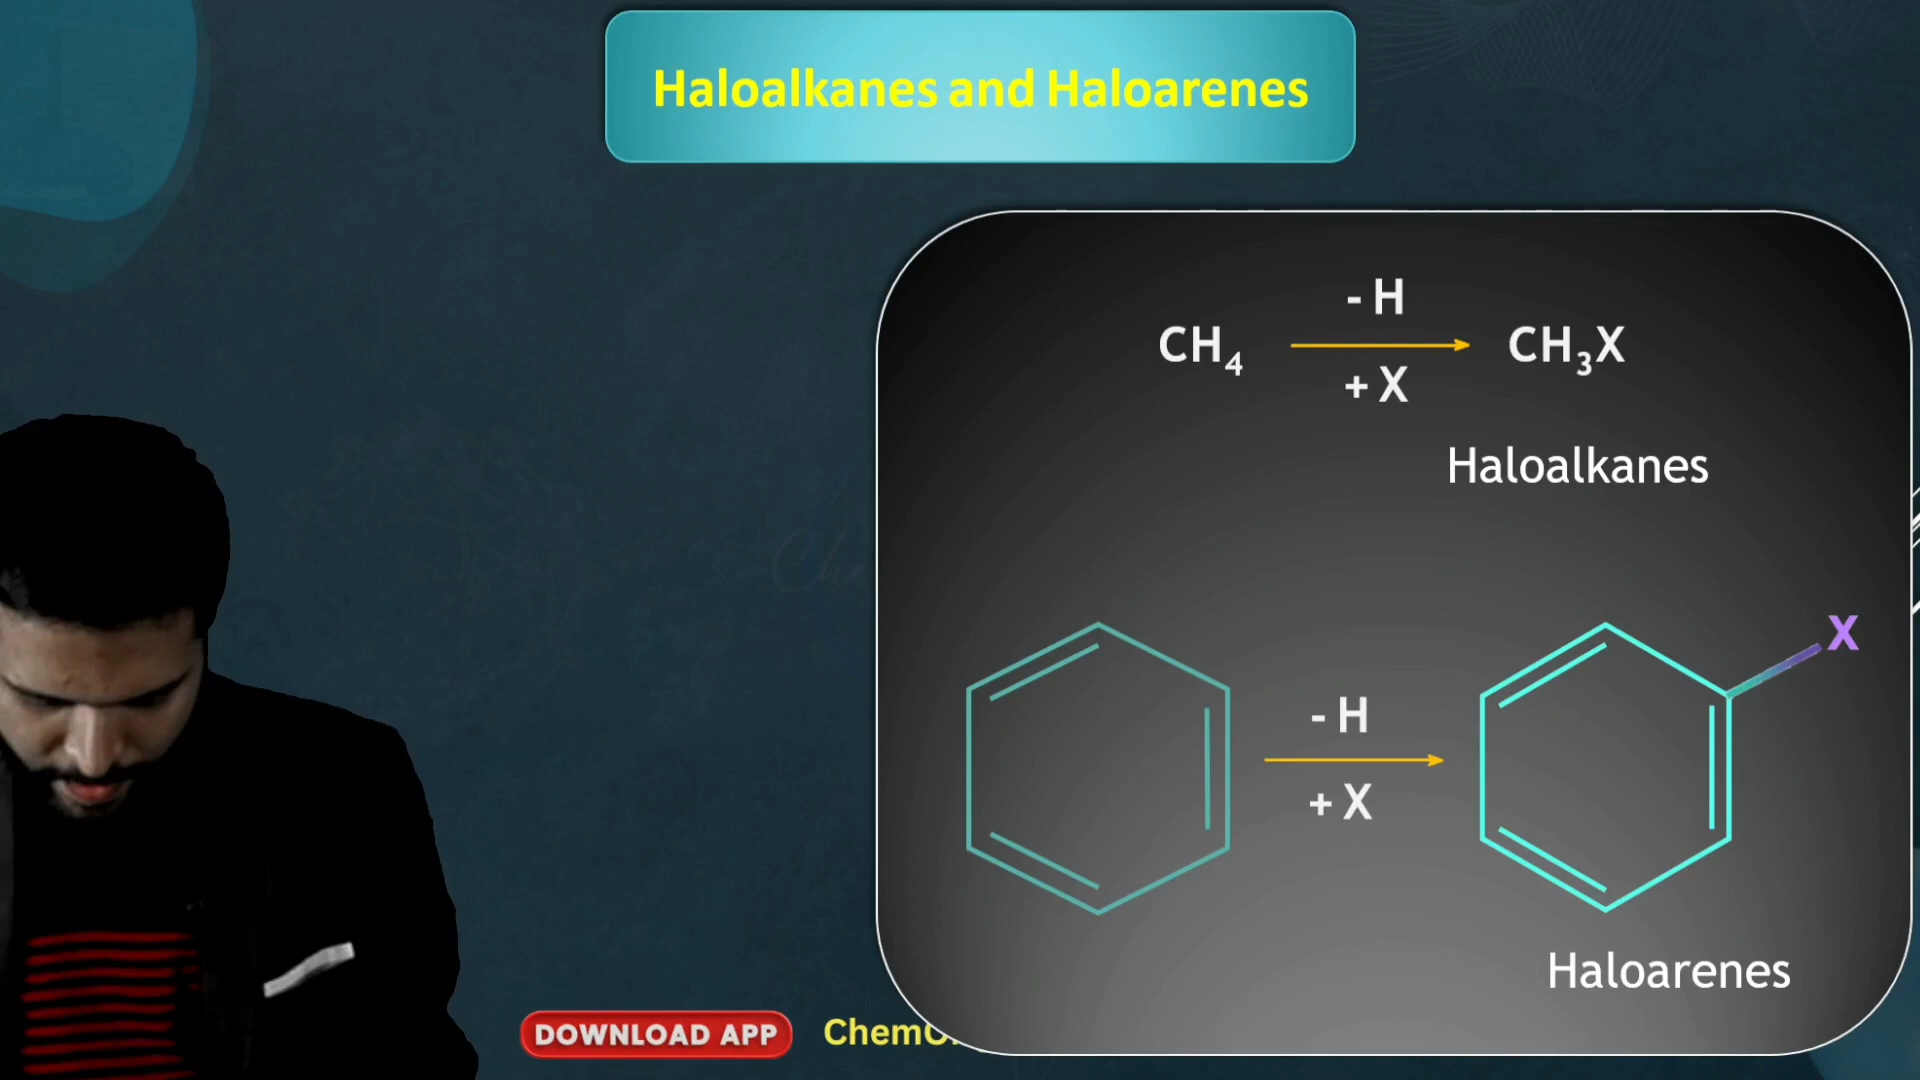 Haloalkanes and Haloarenes
- H
CH₄ CH₃X
+ X
Haloalkanes
X
- H
+ X
Haloarenes
DOWNLOAD APP